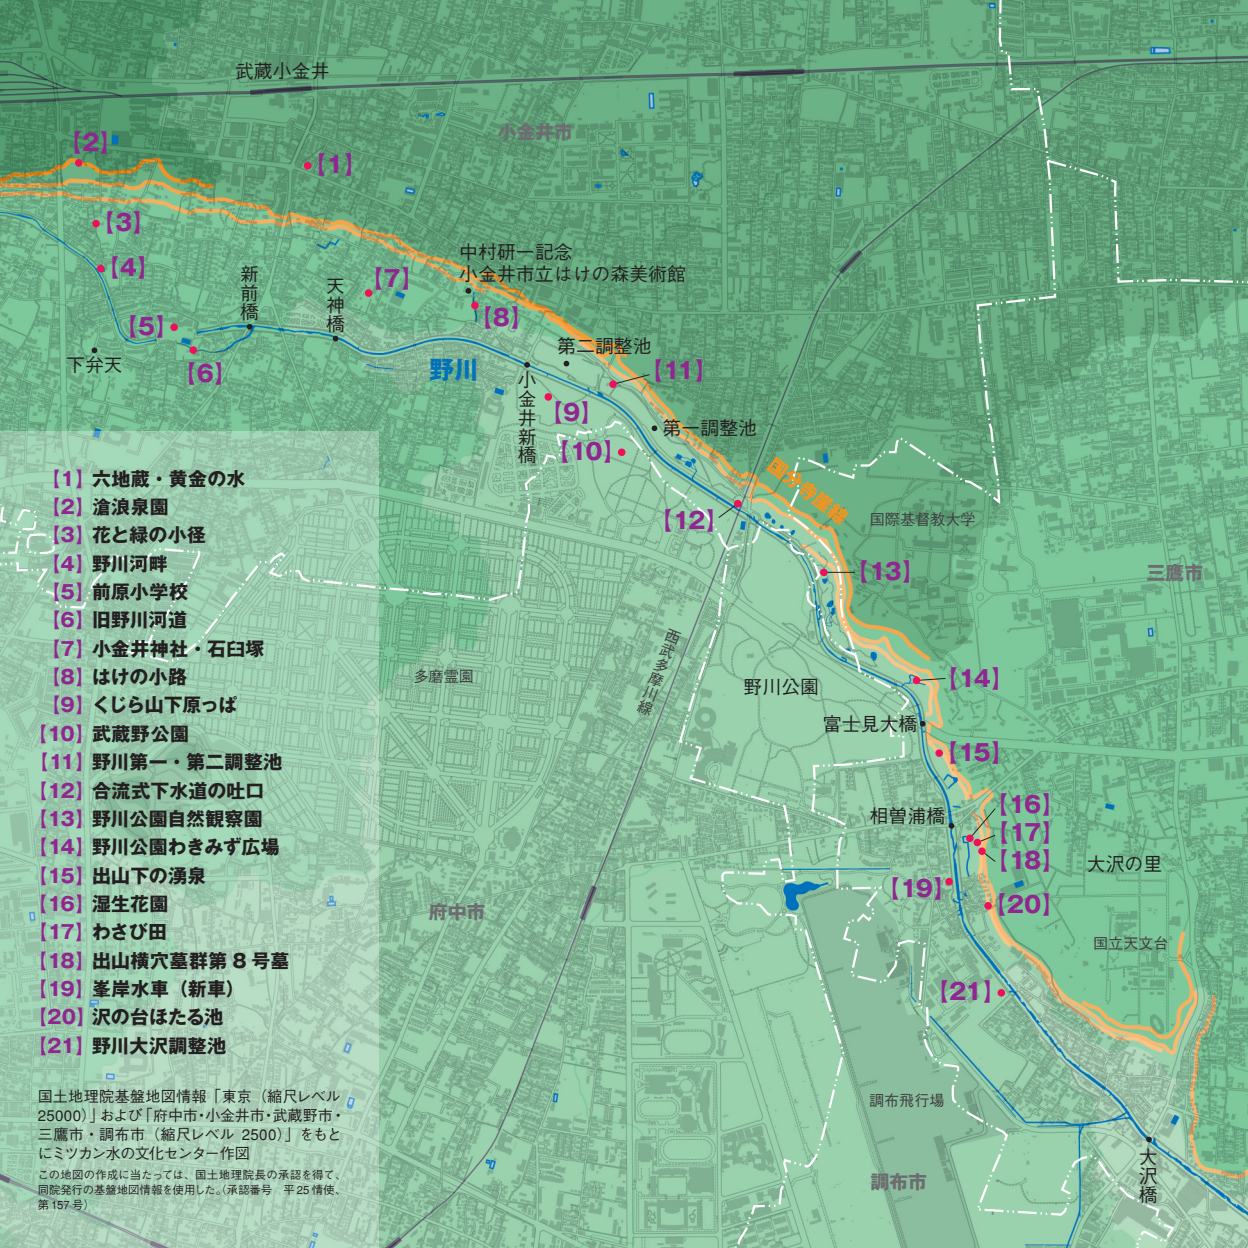 武蔵小金井
小金井市
【2】
【1】
【3】
【4】
中村研一記念
小金井市立はけの森美術館
新前橋
天神橋
【7】
【8】
【5】
【6】
下弁天
野川
第二調整池
【11】
小金井新橋
【9】
第一調整池
【10】
国分寺崖線
【12】
国際基督教大学
【13】
三鷹市
西武多摩川線
多磨霊園
野川公園
【14】
富士見大橋
【15】
相曽浦橋
【16】
【17】
【18】
大沢の里
【19】
【20】
府中市
国立天文台
【21】
調布飛行場
調布市
大沢橋
【1】六地蔵・黄金の水
【2】滄浪泉園
【3】花と緑の小径
【4】野川河畔
【5】前原小学校
【6】旧野川河道
【7】小金井神社・石臼塚
【8】はけの小路
【9】くじら山下原っぱ
【10】武蔵野公園
【11】野川第一・第二調整池
【12】合流式下水道の吐口
【13】野川公園自然観察園
【14】野川公園わきみず広場
【15】出山下の湧泉
【16】湿生花園
【17】わさび田
【18】出山横穴墓群第8号墓
【19】峯岸水車（新車）
【20】沢の台ほたる池
【21】野川大沢調整池
国土地理院基盤地図情報「東京（縮尺レベル
25000）」および「府中市・小金井市・武蔵野市・
三鷹市・調布市（縮尺レベル 2500）」をもと
にミツカン水の文化センター作図
この地図の作成に当たっては、国土地理院長の承認を得て、
同院発行の基盤地図情報を使用した。（承認番号　平25情使、
第157号）